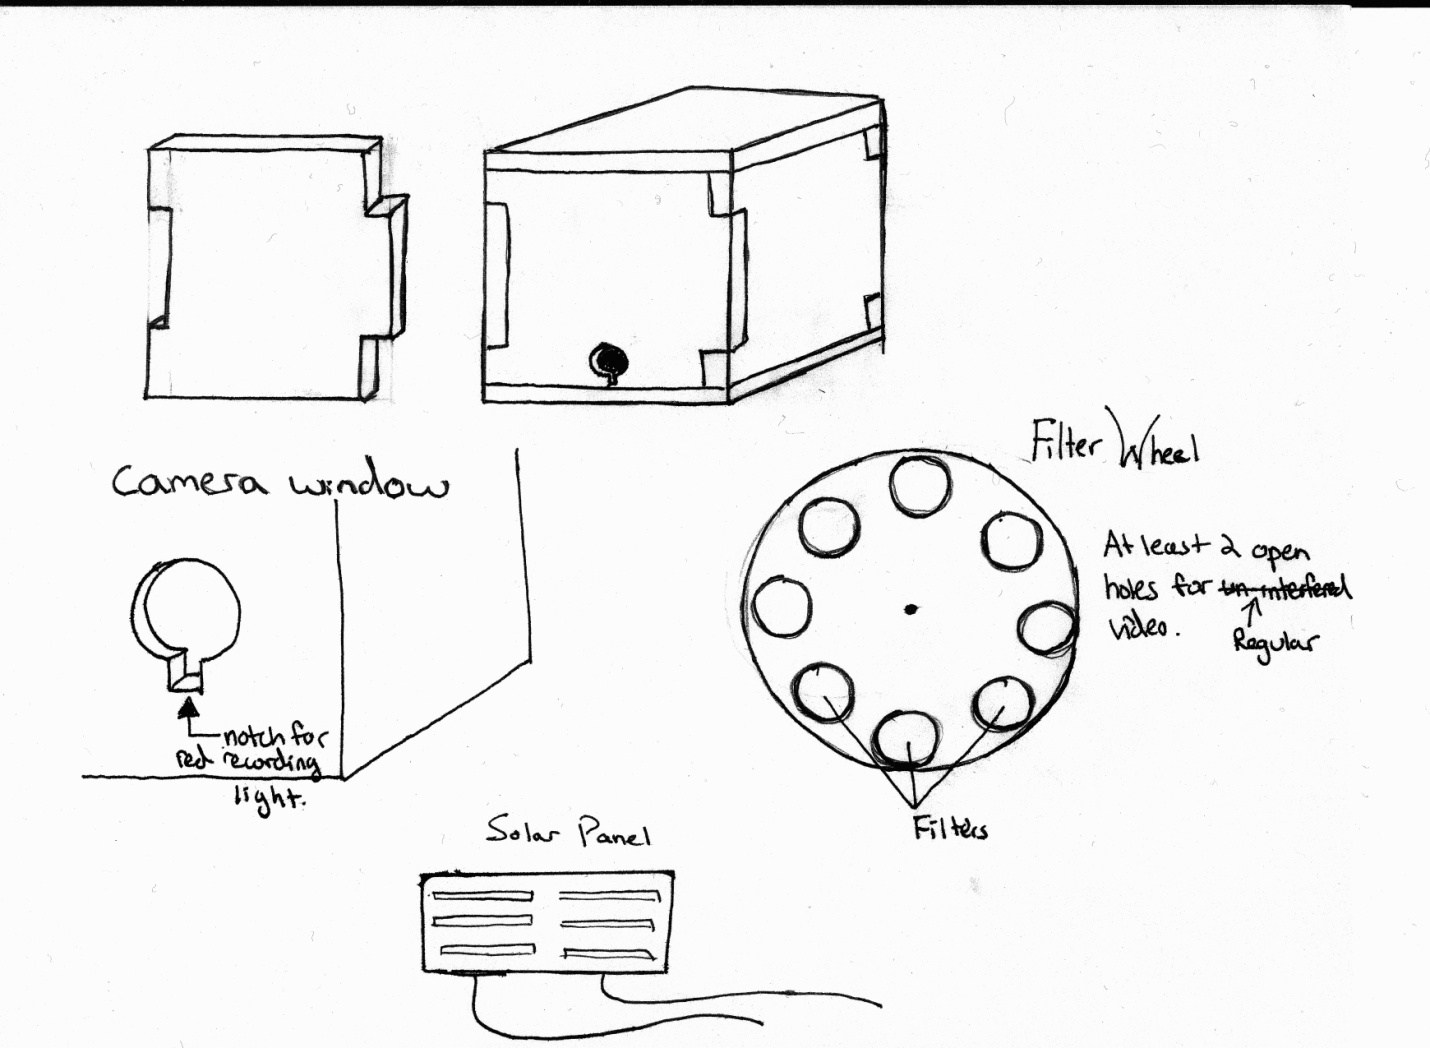 Camera window
notch for
red recording
light.
Filter Wheel
At least 2 open
holes for un-interfered
video.
Regular
Filters
Solar Panel